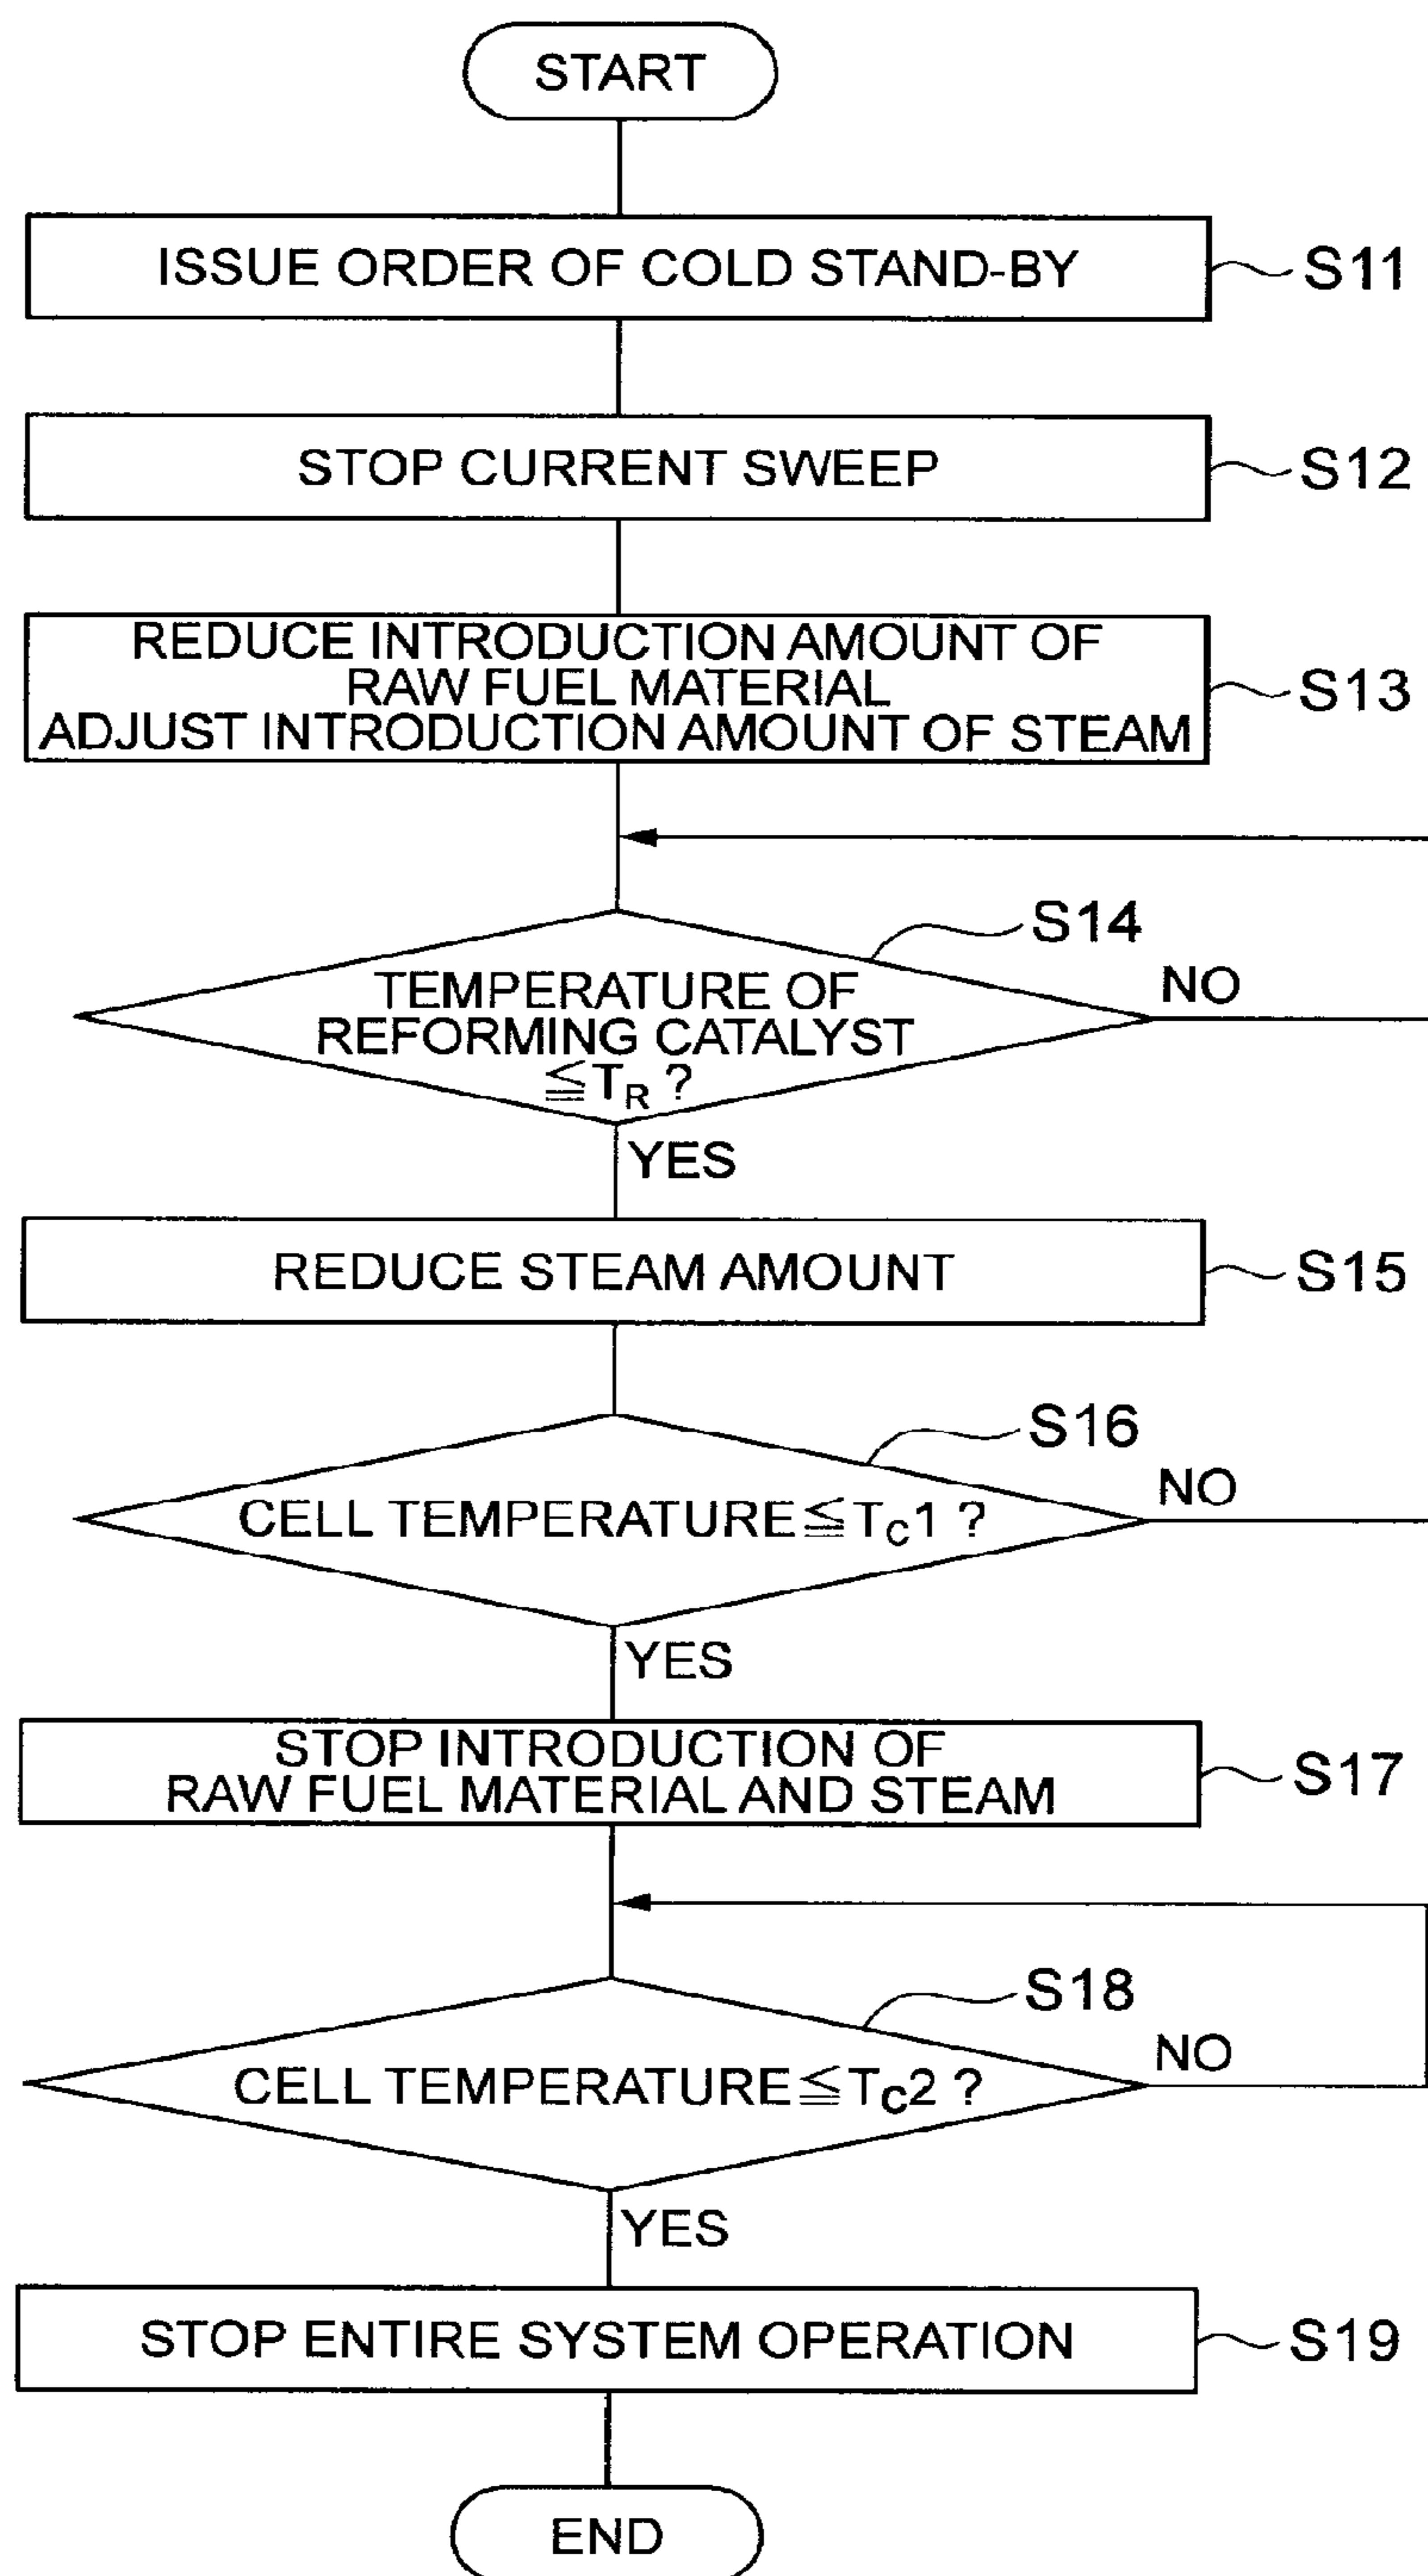 START
ISSUE ORDER OF COLD STAND-BY
S11
STOP CURRENT SWEEP
S12
REDUCE INTRODUCTION AMOUNT OF
RAW FUEL MATERIAL
ADJUST INTRODUCTION AMOUNT OF STEAM
S13
S14
TEMPERATURE OF
REFORMING CATALYST
≦TR ?
NO
YES
REDUCE STEAM AMOUNT
S15
S16
CELL TEMPERATURE≦TC1 ?
NO
YES
STOP INTRODUCTION OF
RAW FUEL MATERIAL AND STEAM
S17
S18
CELL TEMPERATURE≦TC2 ?
NO
YES
STOP ENTIRE SYSTEM OPERATION
S19
END